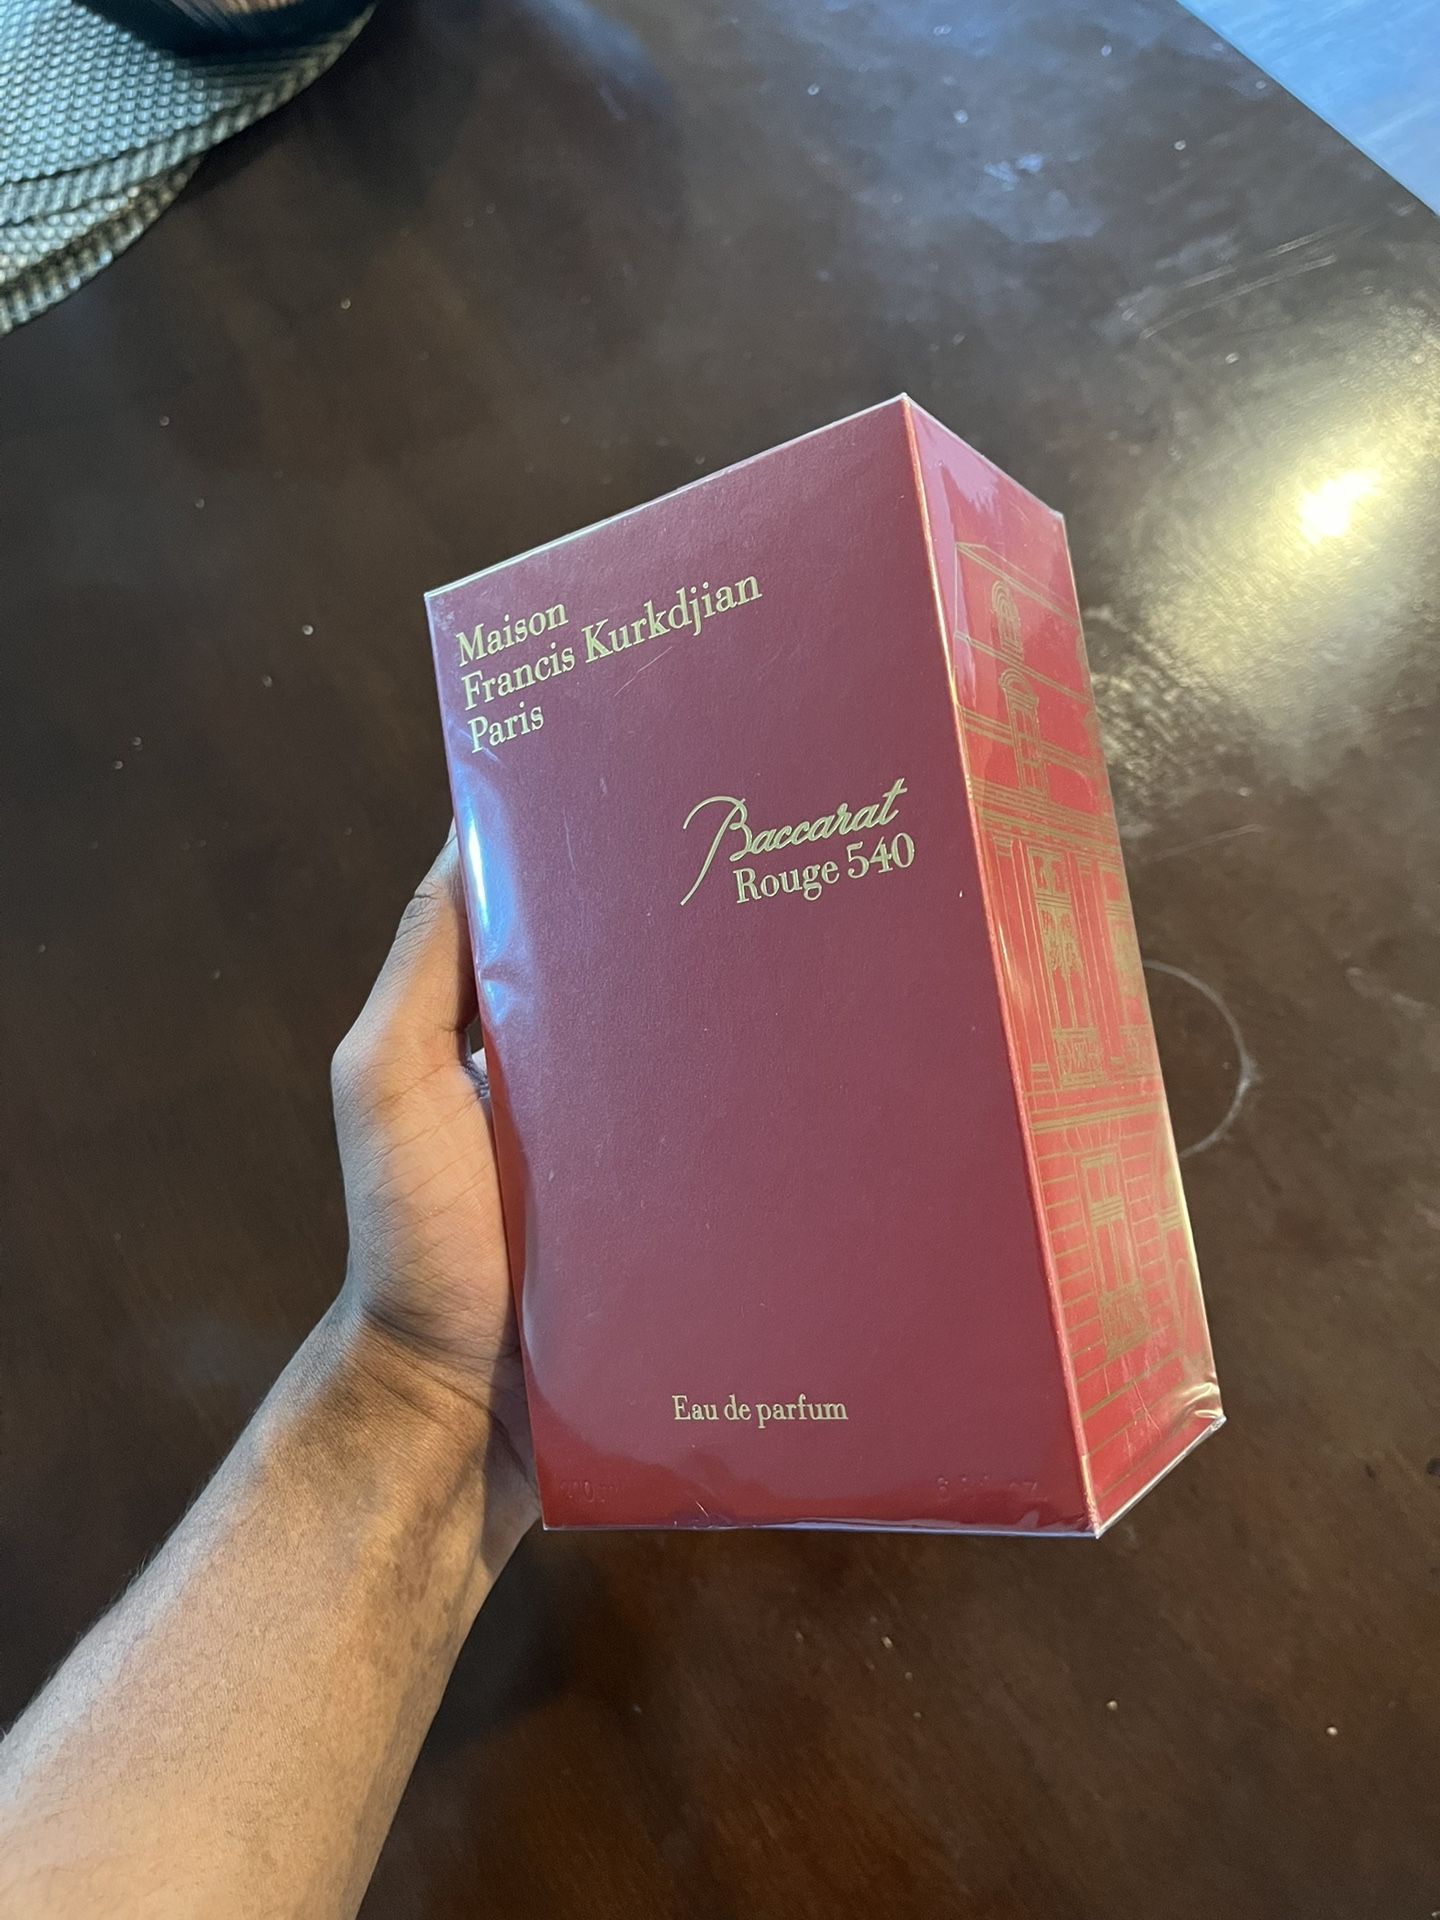 Maison
Francis Kurkdjian
Paris
Baccarat
Rouge 540
Eau de parfum